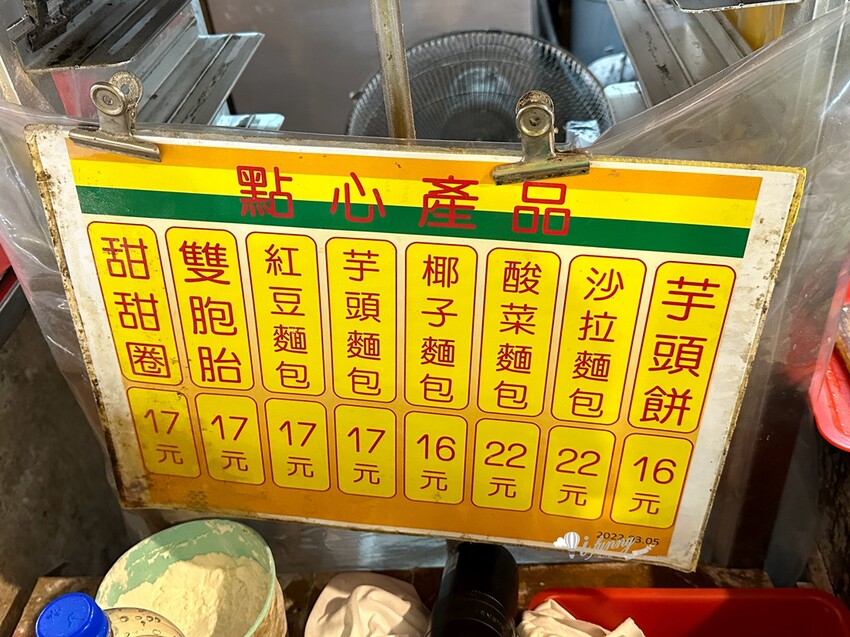 點心產品
甜甜圈
17元
雙胞胎
17元
紅豆麵包
17元
芋頭麵包
17元
椰子麵包
16元
酸菜麵包
22元
沙拉麵包
22元
芋頭餅
16元